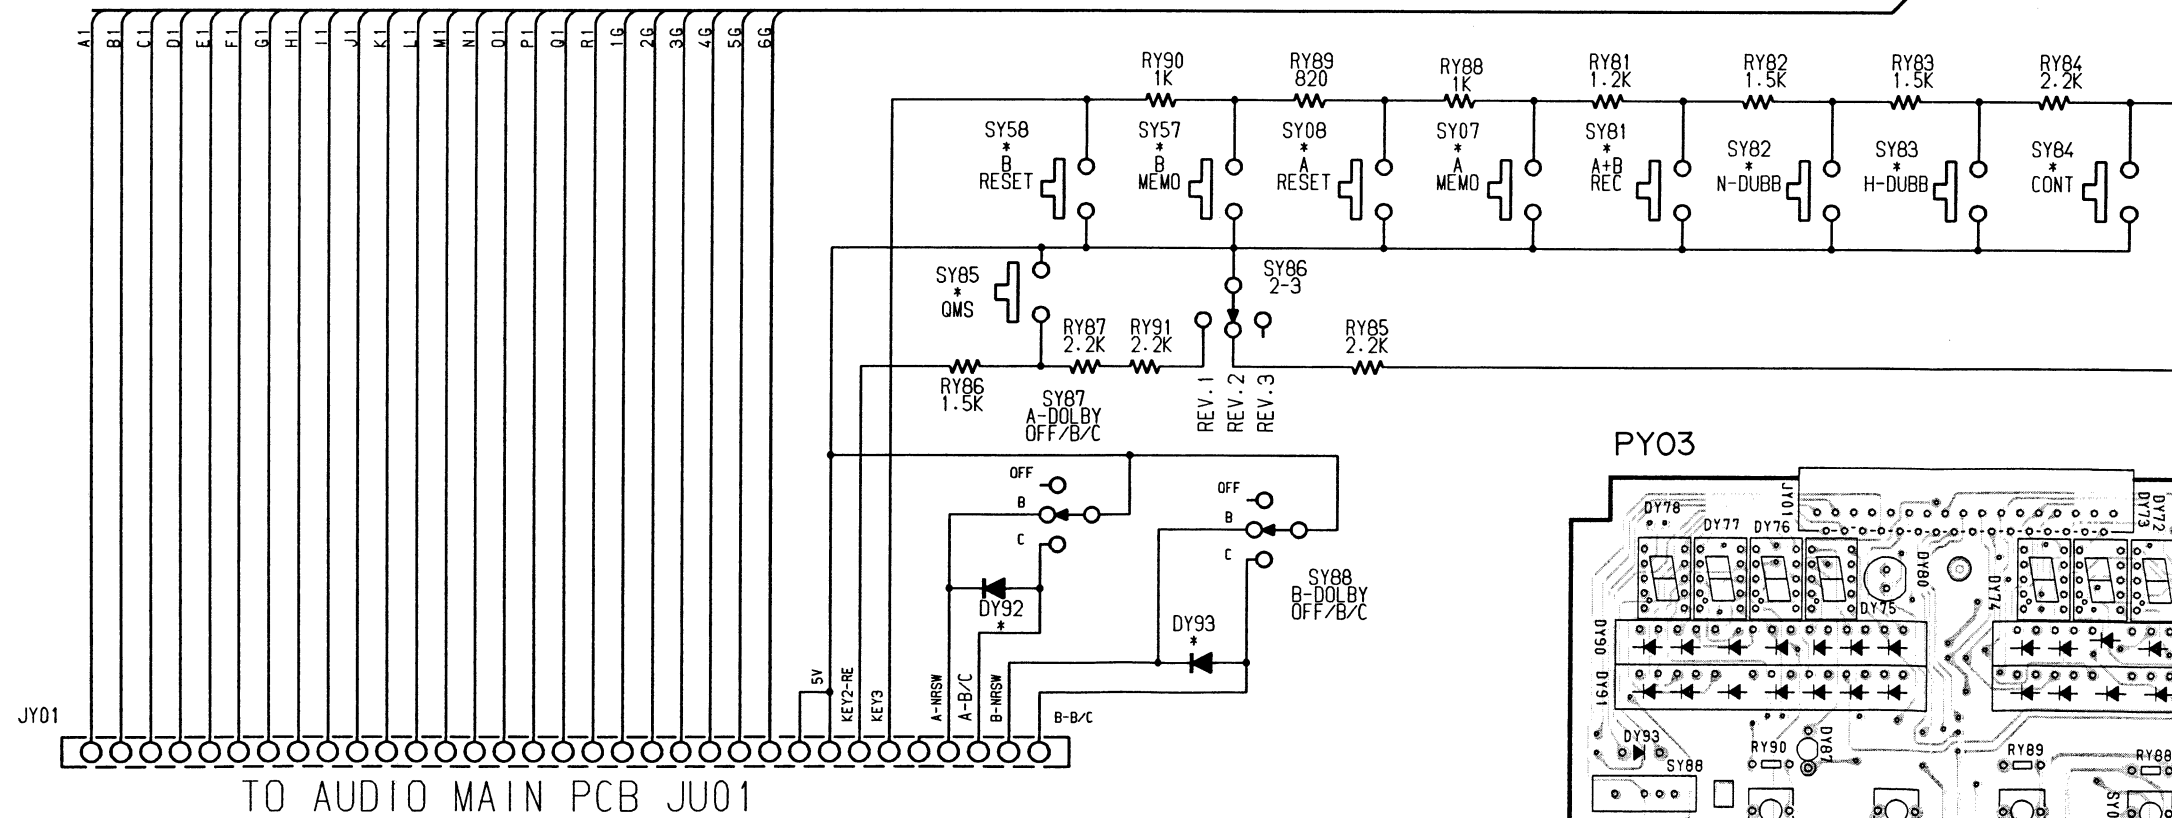 A1 B1 C1 D1 E1 F1 G1 H1 I1 J1 K1 L1 M1 N1 O1 P1 Q1 R1 1G 2G 3G 4G 5G 6G
RY90
1K
RY89
820
RY88
1K
RY81
1.2K
RY82
1.5K
RY83
1.5K
RY84
2.2K
SY58
*
B
RESET
SY57
*
B
MEMO
SY08
*
A
RESET
SY07
*
A
MEMO
SY81
*
A+B
REC
SY82
*
N-DUBB
SY83
*
H-DUBB
SY84
*
CONT
SY85
*
QMS
SY86
2-3
RY87
2.2K
RY91
2.2K
RY85
2.2K
RY86
1.5K
REV.1
REV.2
REV.3
SY87
A-DOLBY
OFF/B/C
OFF
B
C
OFF
B
C
SY88
B-DOLBY
OFF/B/C
DY92
*
DY93
*
5V
KEY2-RE
KEY3
A-NRSW
A-B/C
B-NRSW
B-B/C
JY01
TO AUDIO MAIN PCB JU01
PY03
JY01
DY78
DY77
DY76
DY73
DY72
DY80
DY75
DY74
DY90
DY91
DY93
SY88
RY90
DY87
RY89
RY88